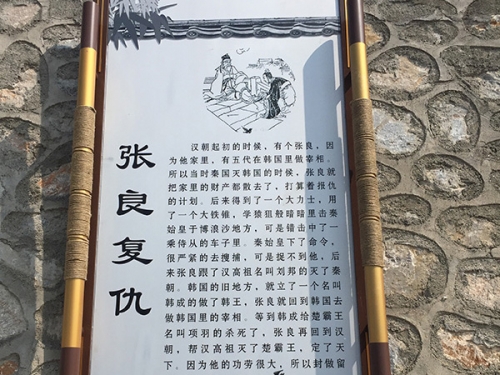 张良复仇
汉朝起初的时候，有个张良，因
为他家里，有五代在韩国里做宰相。
所以当时秦国灭韩国的时候，张良就
把家里的财产都散去了，打算着报仇
的计划。后来得到了一个大力士，用
了一个大铁锥，学狼狙般暗暗里击秦
始皇于博浪沙地方，可是错击中了一
乘侍从的车子里。秦始皇下了命令，
很严紧的去搜捕，可是捉不到他。后
来张良跟了汉高祖名叫刘邦的灭了秦
朝。韩国的旧地方，就立了一个名叫
韩成的做了韩王，张良就回到韩国去
做韩国里的宰相。等到韩成给楚霸王
名叫项羽的杀死了，张良再回到汉
朝，帮汉高祖灭了楚霸王，定了天
下。因为他的功劳很大，所以封做留